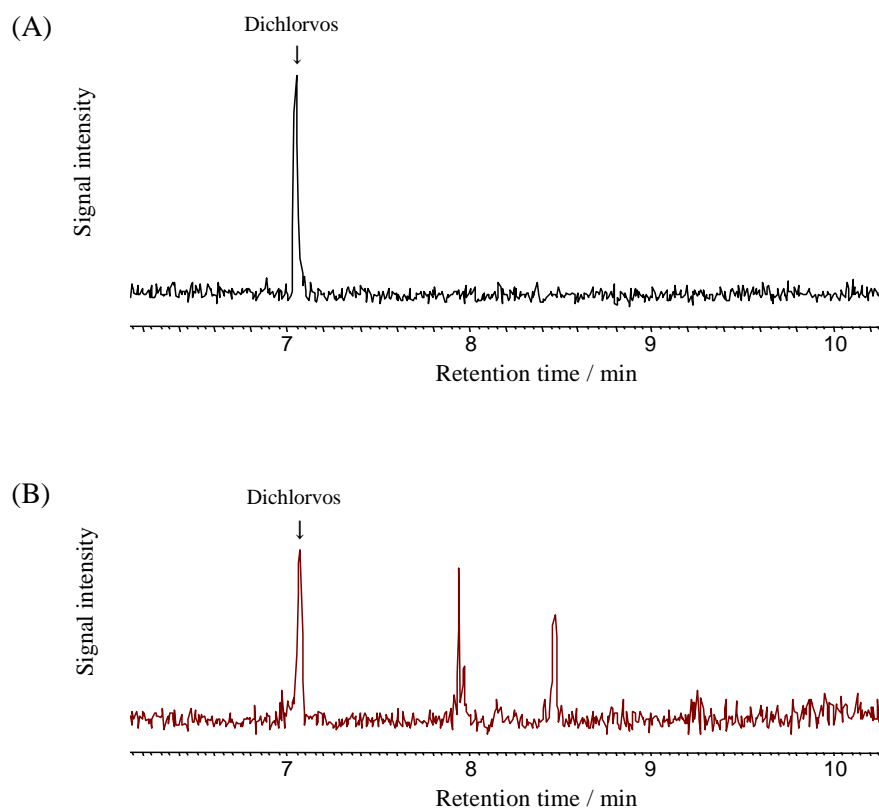 (A)
Dichlorvos
↓
Signal intensity
7 8 9 10
Retention time / min
(B)
Dichlorvos
↓
Signal intensity
7 8 9 10
Retention time / min